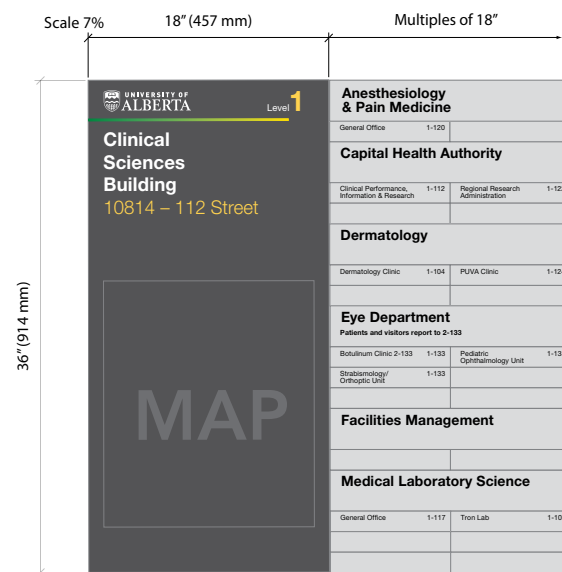 Scale 7%
18" (457 mm)
Multiples of 18"
36" (914 mm)
UNIVERSITY OF
ALBERTA
Level 1
Clinical
Sciences
Building
10814 – 112 Street
MAP
Anesthesiology
& Pain Medicine
General Office 1-120
Capital Health Authority
Clinical Performance, 1-112
Information & Research
Regional Research
Administration
Dermatology
Dermatology Clinic 1-104 PUVA Clinic
Eye Department
Patients and visitors report to 2-133
Botulinum Clinic 2-133 1-133
Pediatric
Ophthalmology Unit
Strabismology/ 1-133
Orthoptic Unit
Facilities Management
Medical Laboratory Science
General Office 1-117 Tron Lab